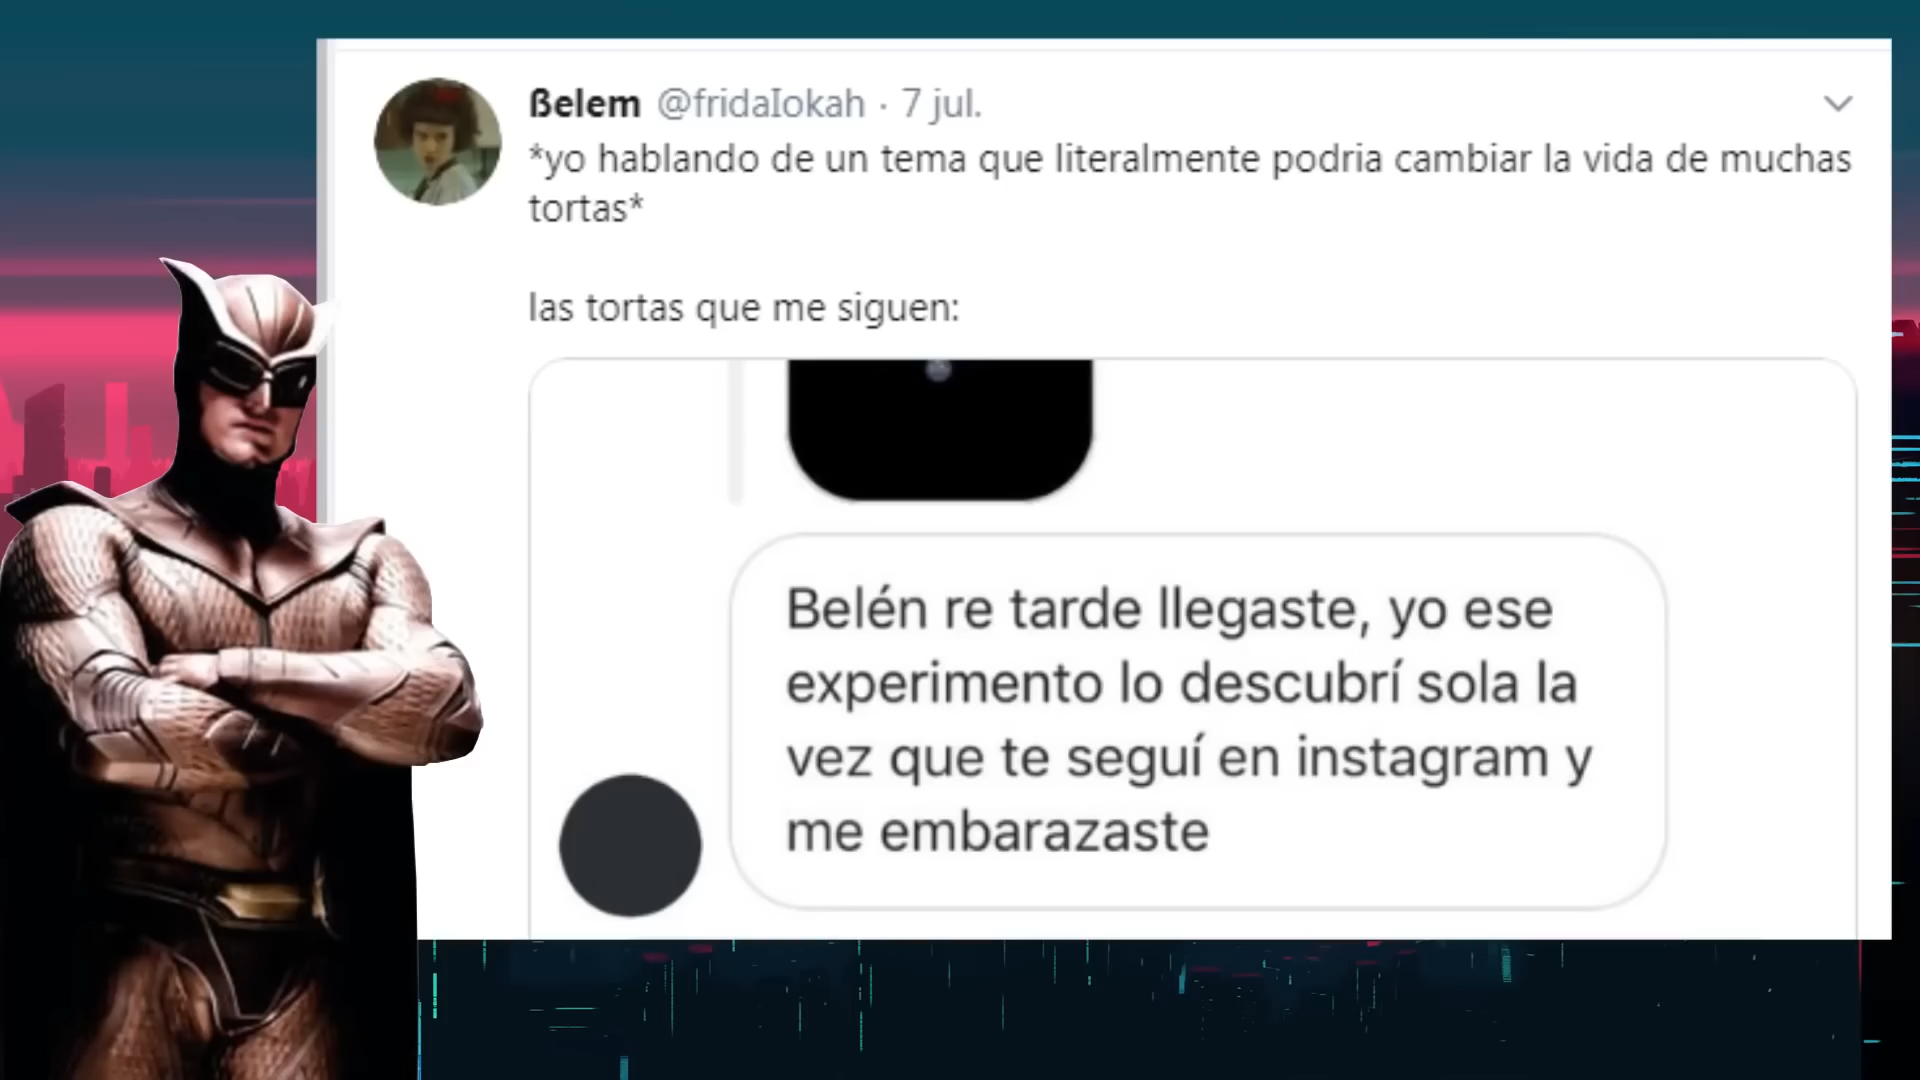 ßelem @fridaIokah · 7 jul.
*yo hablando de un tema que literalmente podria cambiar la vida de muchas
tortas*
las tortas que me siguen:
Belén re tarde llegaste, yo ese
experimento lo descubrí sola la
vez que te seguí en instagram y
me embarazaste